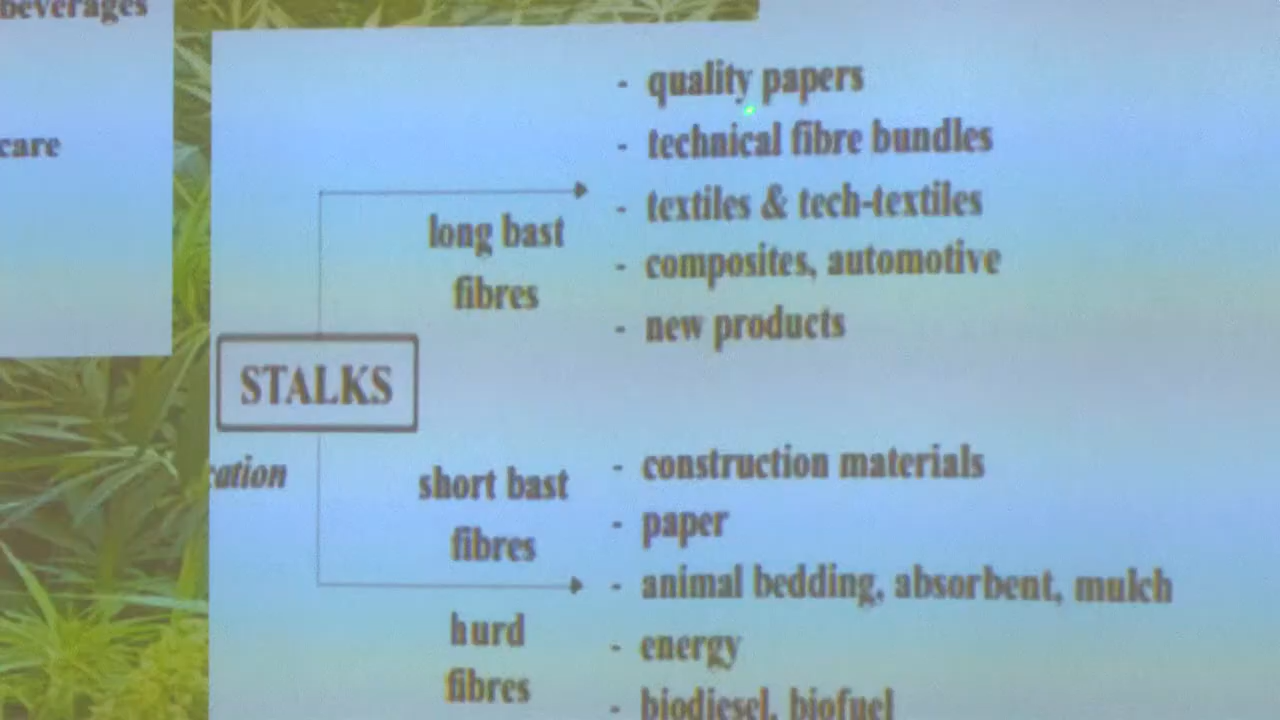 beverages
care
- quality papers
- technical fibre bundles
- textiles & tech-textiles
- composites, automotive
- new products
long bast
fibres
STALKS
cation
short bast
fibres
hurd
fibres
- construction materials
- paper
- animal bedding, absorbent, mulch
- energy
- biodiesel, biofuel